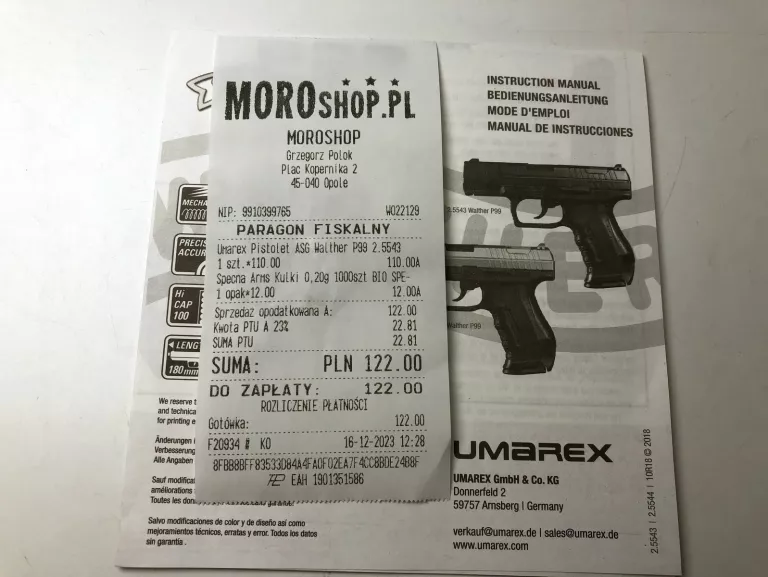 MOROSHOP.PL
MOROSHOP
Grzegorz Polok
Plac Kopernika 2
45-040 Opole
NIP: 9910399765 W022129
PARAGON FISKALNY
Umarex Pistolet ASG Walther P99 2.5543
1 szt.*110.00 110.00A
Specna Arms Kulki 0,20g 1000szt BIO SPE-
1 opak*12.00 12.00A
Sprzedaż opodatkowana A: 122.00
Kwota PTU A 23% 22.81
SUMA PTU 22.81
SUMA: PLN 122.00
DO ZAPŁATY: 122.00
ROZLICZENIE PŁATNOŚCI
Gotówka: 122.00
F20934 # KO 16-12-2023 12:28
8FBB8BFF83533D84A4FA0F02EA7F4CC8BDE24B8F
EAH 1901351586
INSTRUCTION MANUAL
BEDIENUNGSANLEITUNG
MODE D'EMPLOI
MANUAL DE INSTRUCCIONES
2.5543 Walther P99
Walther P99
MECHA
PRECIS
ACCUR
Hi
CAP
100
LENG
180mm
We reserve t
and technica
for printing e
Änderungen
Verbesserung
Alle Angaben
Sauf modificat
améliorations
Toutes les don
Salvo modificaciones de color y de diseño así como
mejoramientos técnicos, erratas y error. Todos los datos
sin garantía .
UMAREX
UMAREX GmbH & Co. KG
Donnerfeld 2
59757 Arnsberg | Germany
verkauf@umarex.de | sales@umarex.de
www.umarex.com
2.5543 | 2.5544 | 10R18 © 2018